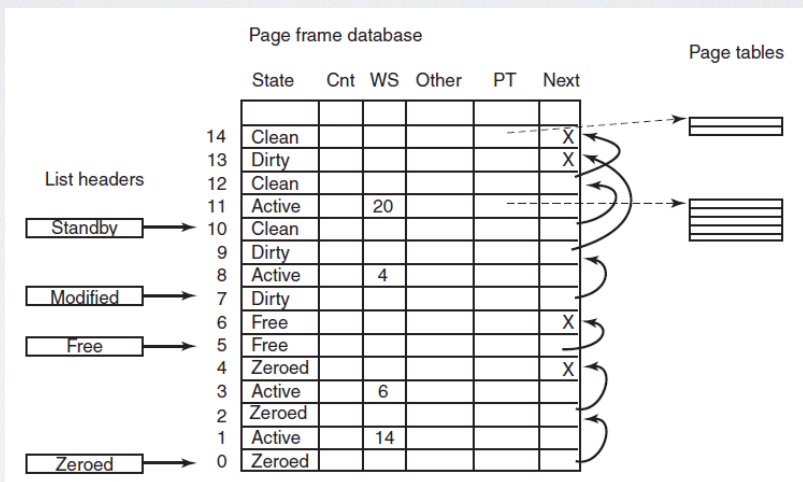 Page frame database
Page tables
State Cnt WS Other PT Next
14 Clean X
13 Dirty X
List headers
12 Clean
11 Active 20
Standby 10 Clean
9 Dirty
8 Active 4
Modified 7 Dirty
6 Free X
Free 5 Free
4 Zeroed X
3 Active 6
2 Zeroed
1 Active 14
Zeroed 0 Zeroed